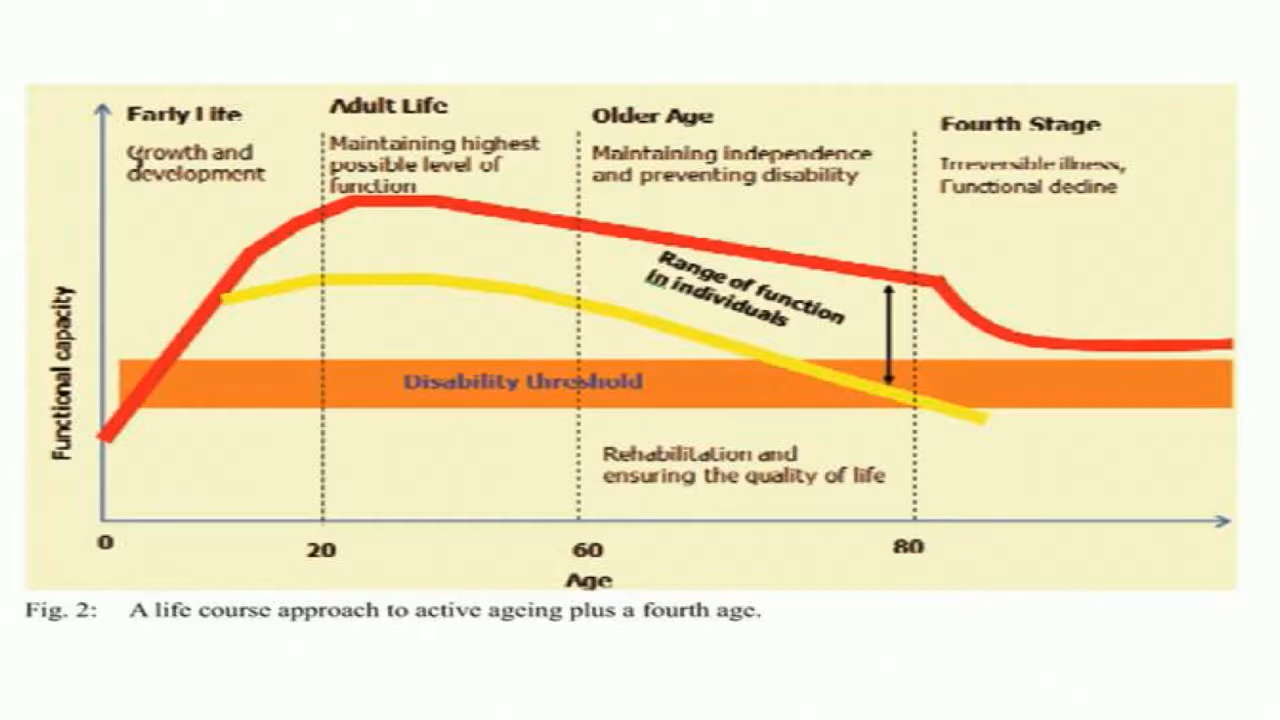 Early Life
Growth and
development
Adult Life
Maintaining highest
possible level of
function
Older Age
Maintaining independence
and preventing disability
Fourth Stage
Irreversible illness,
Functional decline
Range of function
in individuals
Functional capacity
Disability threshold
Rehabilitation and
ensuring the quality of life
0
20
60
80
Age
Fig. 2: A life course approach to active ageing plus a fourth age.